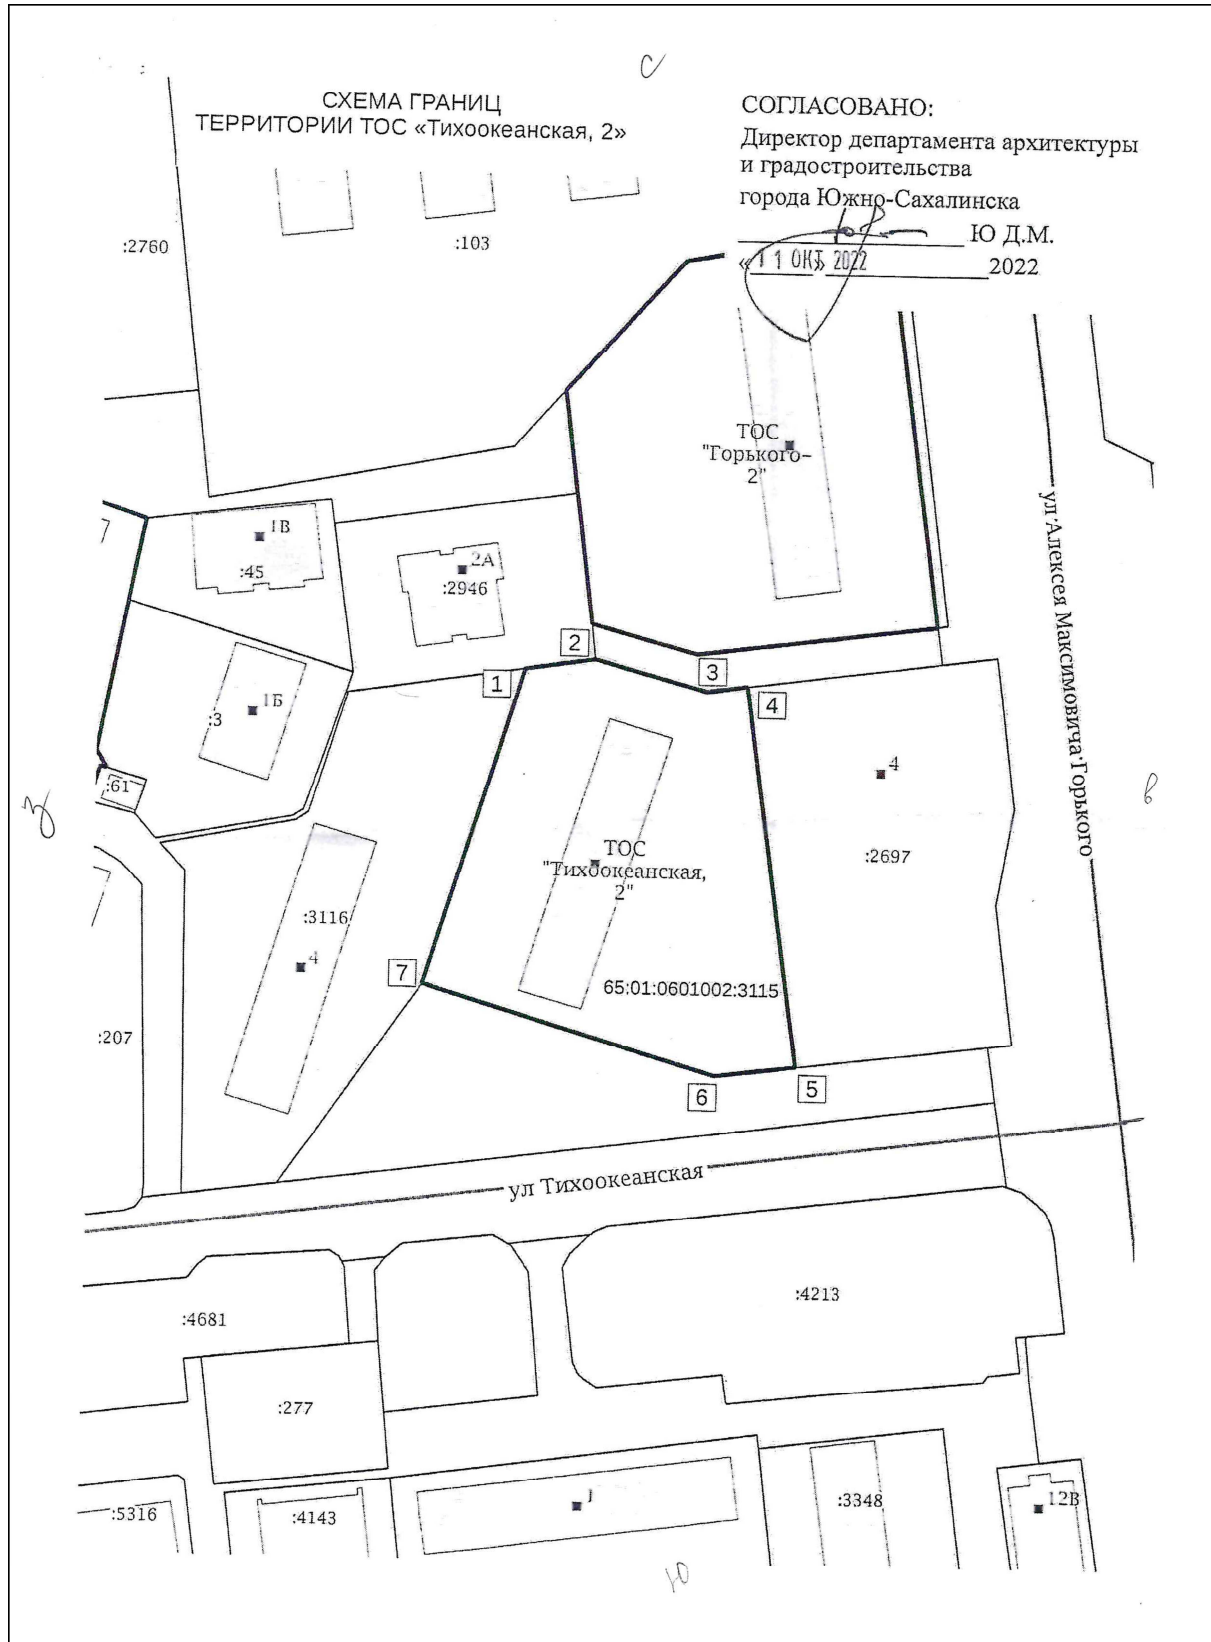 С
СХЕМА ГРАНИЦ
ТЕРРИТОРИИ ТОС «Тихоокеанская, 2»
СОГЛАСОВАНО:
Директор департамента архитектуры
и градостроительства
города Южно-Сахалинска
Ю Д.М.
« 11 ОКТ » 2022 2022
:2760
:103
ТОС
"Горького-
2"
1В
:45
2А
:2946
ул Алексея Максимовича Горького
2
3
1
4
1Б
:3
:61
4
З
в
ТОС
"Тихоокеанская,
2"
:2697
:3116
4
7
65:01:0601002:3115
:207
6
5
ул Тихоокеанская
:4213
:4681
:277
:5316
:4143
:3348
12В
Ю